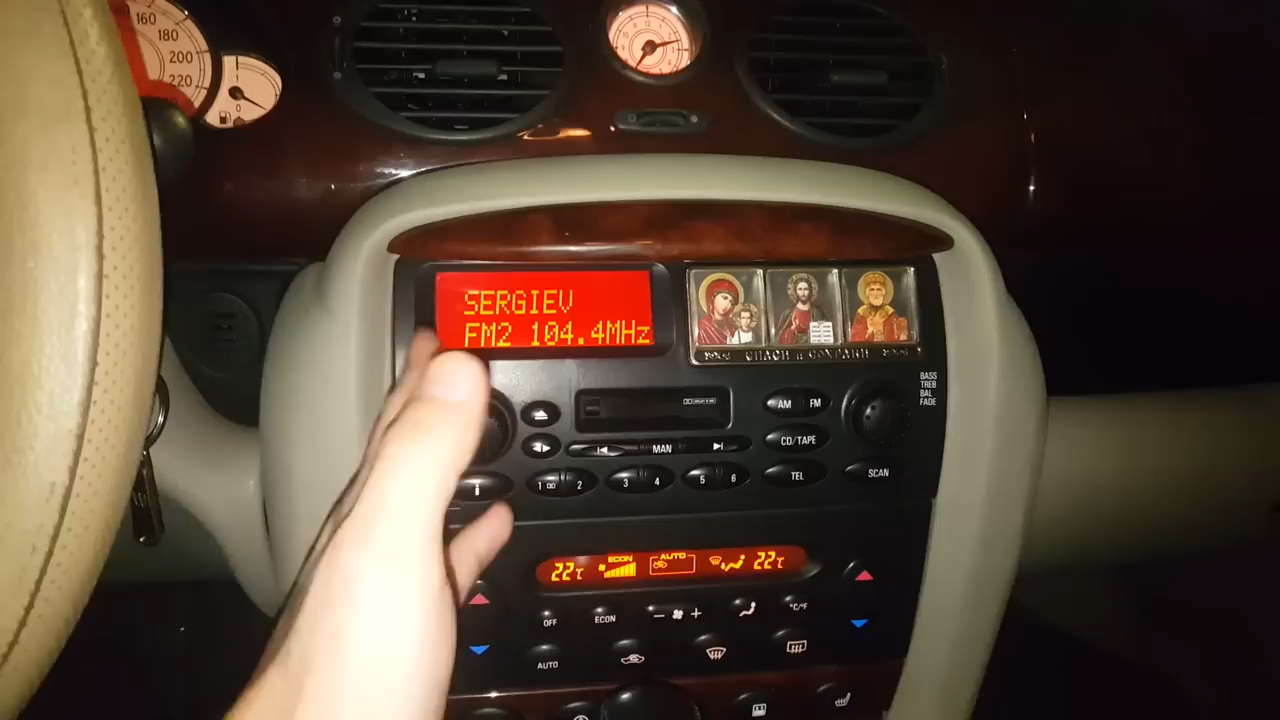 160
180
200
220
0
SERGIEV
FM2 104.4MHz
СПАСИ и СОХРАНИ
BASS
TREB
BAL
FADE
AM FM
MAN
CD/TAPE
1 2
3 4
5 6
TEL
SCAN
i
22°C ECON AUTO 22°C
OFF
ECON
- +
°C/°F
AUTO